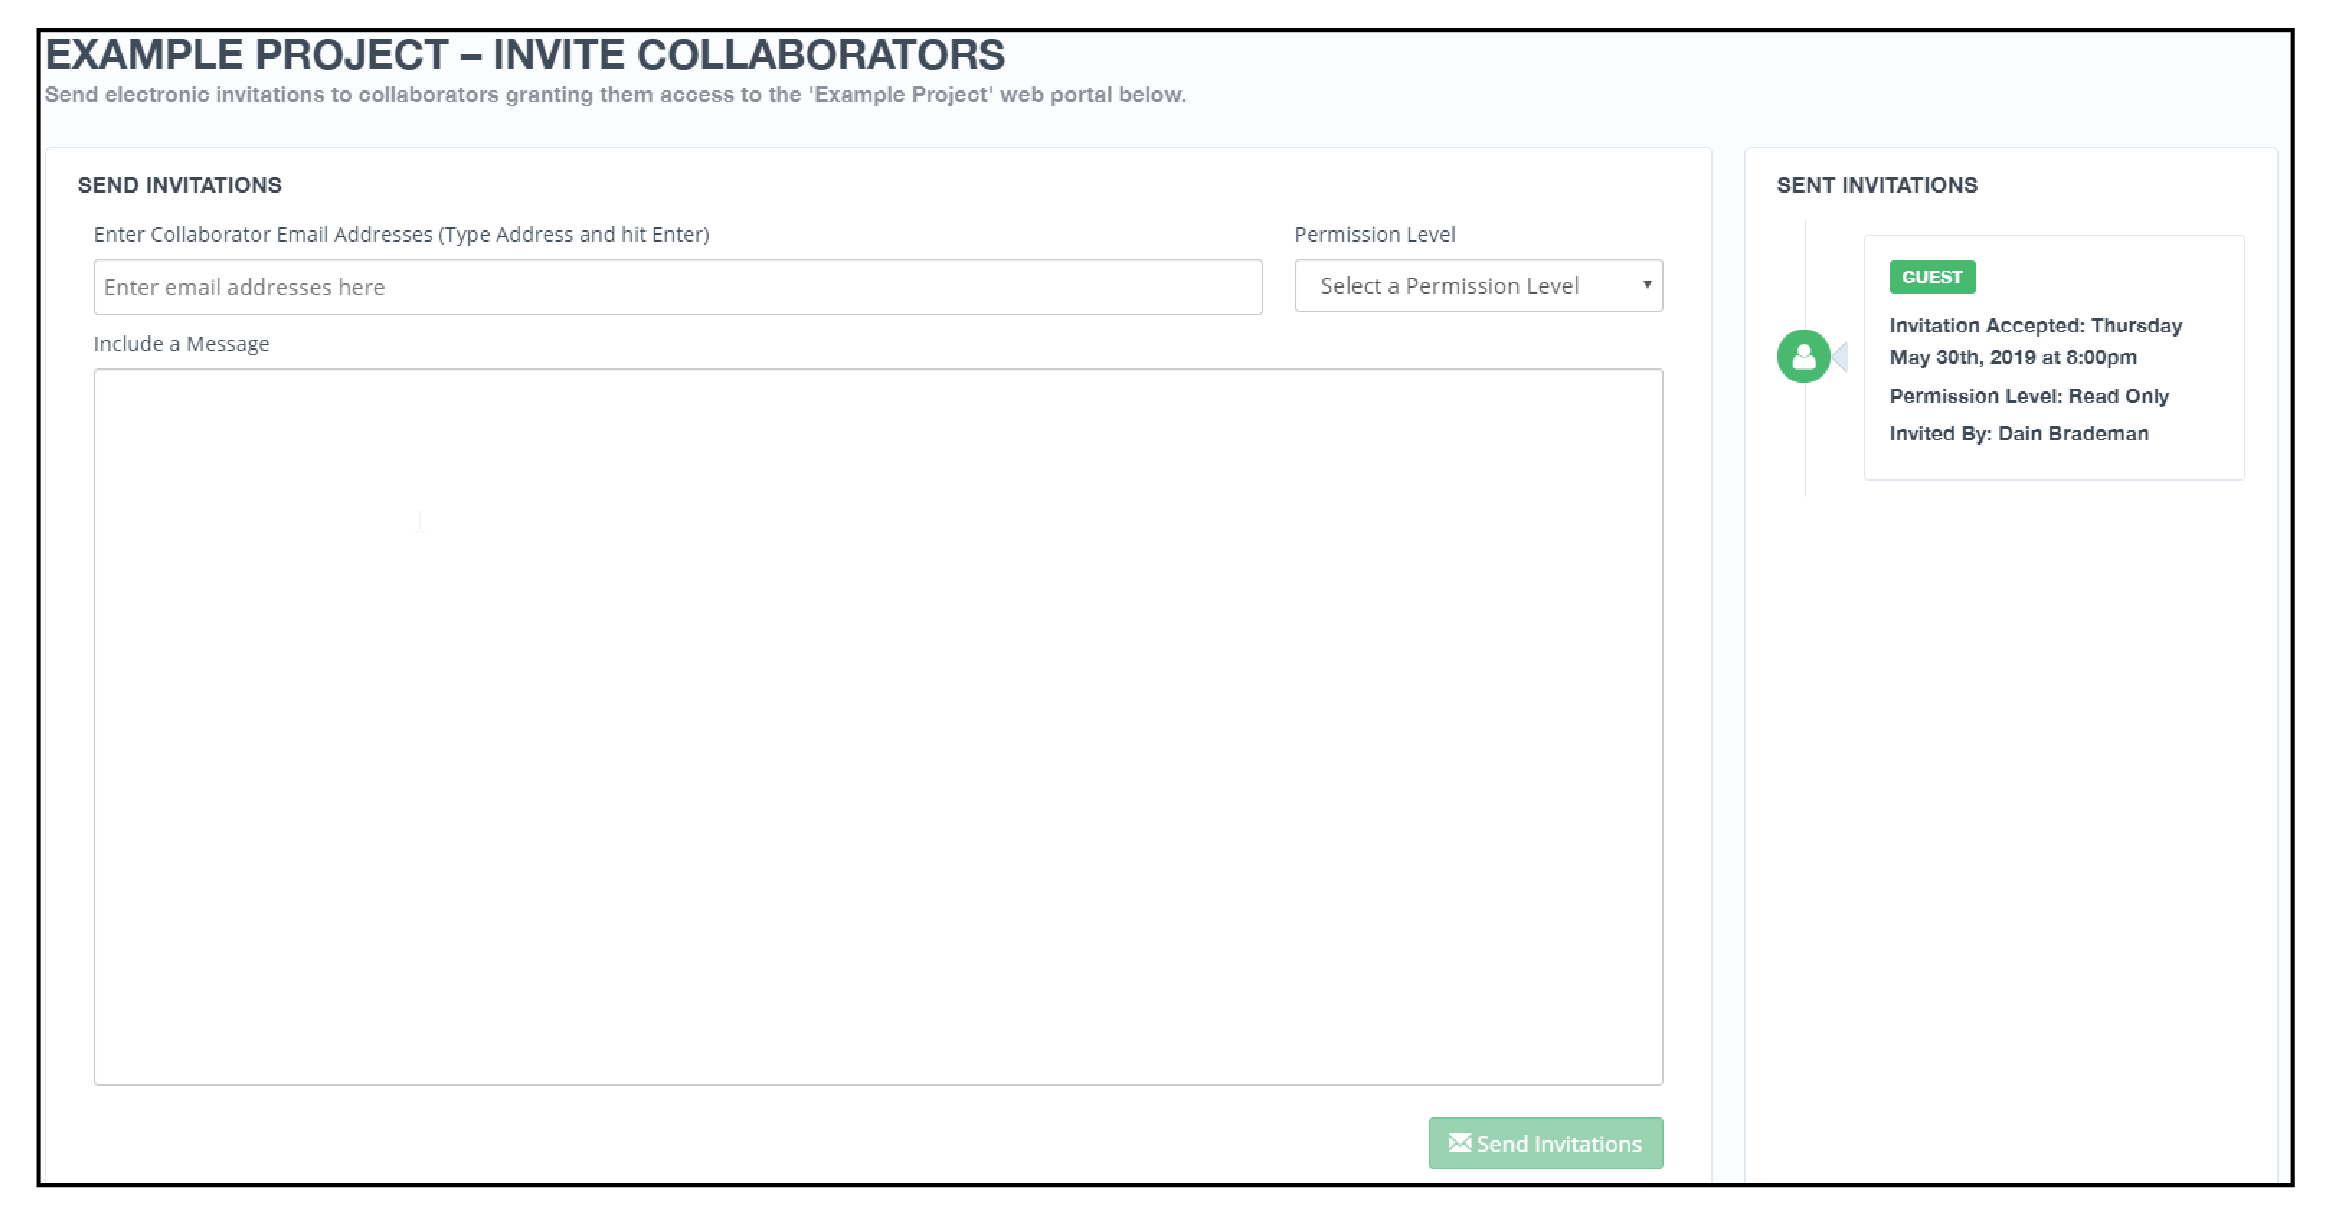 EXAMPLE PROJECT – INVITE COLLABORATORS
Send electronic invitations to collaborators granting them access to the 'Example Project' web portal below.
SEND INVITATIONS
Enter Collaborator Email Addresses (Type Address and hit Enter)
Enter email addresses here
Permission Level
Select a Permission Level
Include a Message
Send Invitations
SENT INVITATIONS
GUEST
Invitation Accepted: Thursday
May 30th, 2019 at 8:00pm
Permission Level: Read Only
Invited By: Dain Brademan